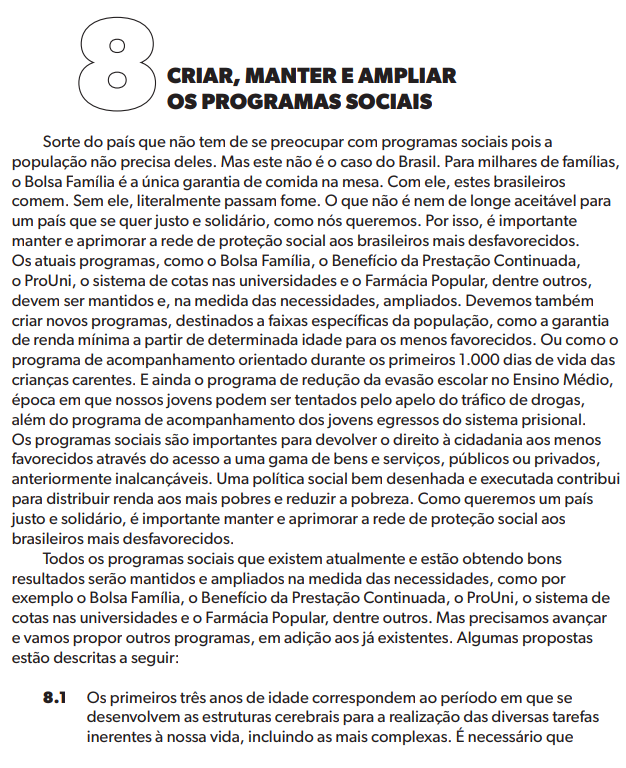 8
CRIAR, MANTER E AMPLIAR
OS PROGRAMAS SOCIAIS
Sorte do país que não tem de se preocupar com programas sociais pois a
população não precisa deles. Mas este não é o caso do Brasil. Para milhares de famílias,
o Bolsa Família é a única garantia de comida na mesa. Com ele, estes brasileiros
comem. Sem ele, literalmente passam fome. O que não é nem de longe aceitável para
um país que se quer justo e solidário, como nós queremos. Por isso, é importante
manter e aprimorar a rede de proteção social aos brasileiros mais desfavorecidos.
Os atuais programas, como o Bolsa Família, o Benefício da Prestação Continuada,
o ProUni, o sistema de cotas nas universidades e o Farmácia Popular, dentre outros,
devem ser mantidos e, na medida das necessidades, ampliados. Devemos também
criar novos programas, destinados a faixas específicas da população, como a garantia
de renda mínima a partir de determinada idade para os menos favorecidos. Ou como o
programa de acompanhamento orientado durante os primeiros 1.000 dias de vida das
crianças carentes. E ainda o programa de redução da evasão escolar no Ensino Médio,
época em que nossos jovens podem ser tentados pelo apelo do tráfico de drogas,
além do programa de acompanhamento dos jovens egressos do sistema prisional.
Os programas sociais são importantes para devolver o direito à cidadania aos menos
favorecidos através do acesso a uma gama de bens e serviços, públicos ou privados,
anteriormente inalcançáveis. Uma política social bem desenhada e executada contribui
para distribuir renda aos mais pobres e reduzir a pobreza. Como queremos um país
justo e solidário, é importante manter e aprimorar a rede de proteção social aos
brasileiros mais desfavorecidos.
Todos os programas sociais que existem atualmente e estão obtendo bons
resultados serão mantidos e ampliados na medida das necessidades, como por
exemplo o Bolsa Família, o Benefício da Prestação Continuada, o ProUni, o sistema de
cotas nas universidades e o Farmácia Popular, dentre outros. Mas precisamos avançar
e vamos propor outros programas, em adição aos já existentes. Algumas propostas
estão descritas a seguir:
8.1 Os primeiros três anos de idade correspondem ao período em que se
desenvolvem as estruturas cerebrais para a realização das diversas tarefas
inerentes à nossa vida, incluindo as mais complexas. É necessário que